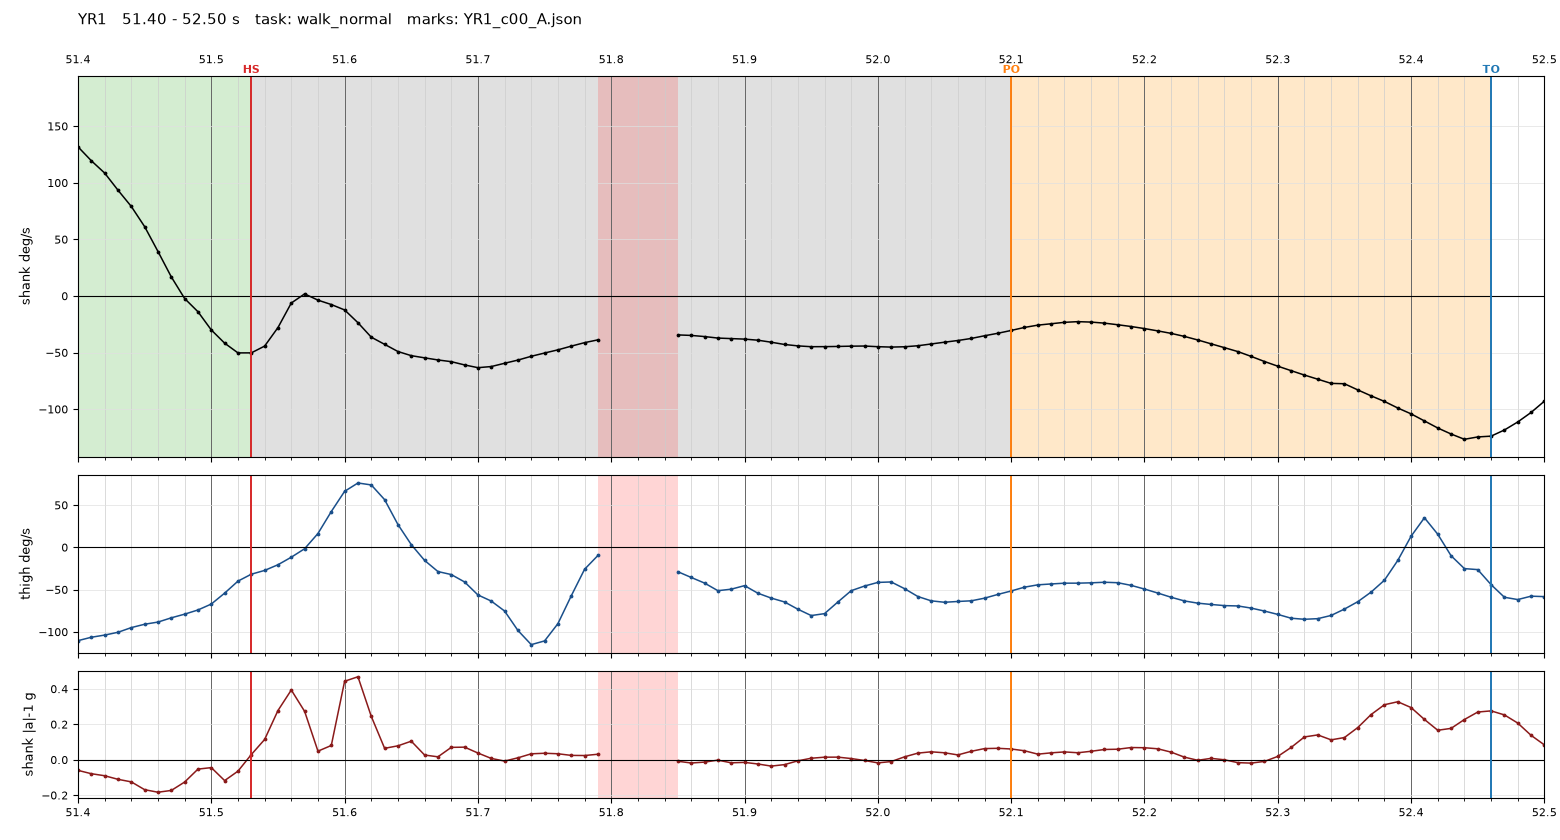 YR1   51.40 - 52.50 s   task: walk_normal   marks: YR1_c00_A.json
51.4 51.5 51.6 51.7 51.8 51.9 52.0 52.1 52.2 52.3 52.4 52.5
HS PO TO
shank deg/s
150
100
50
0
−50
−100
thigh deg/s
50
0
−50
−100
shank |a|-1 g
0.4
0.2
0.0
−0.2
51.4 51.5 51.6 51.7 51.8 51.9 52.0 52.1 52.2 52.3 52.4 52.5